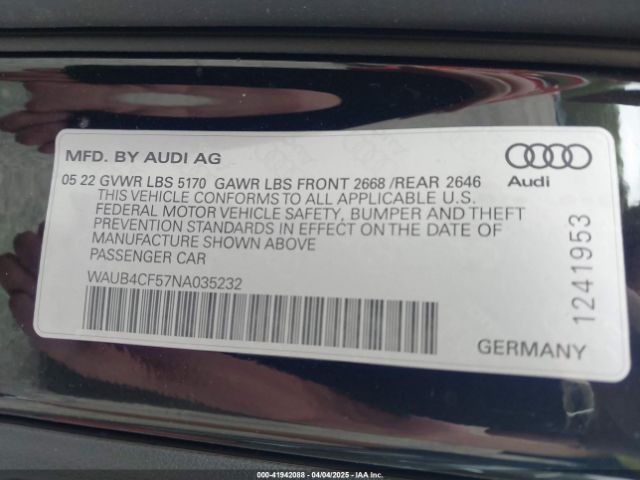 MFD. BY AUDI AG
05 22 GVWR LBS 5170 GAWR LBS FRONT 2668 /REAR 2646
THIS VEHICLE CONFORMS TO ALL APPLICABLE U.S.
FEDERAL MOTOR VEHICLE SAFETY, BUMPER AND THEFT
PREVENTION STANDARDS IN EFFECT ON THE DATE OF
MANUFACTURE SHOWN ABOVE
PASSENGER CAR
WAUB4CF57NA035232
Audi
1241953
GERMANY
000-41942088 - 04/04/2025 - IAAI, Inc.